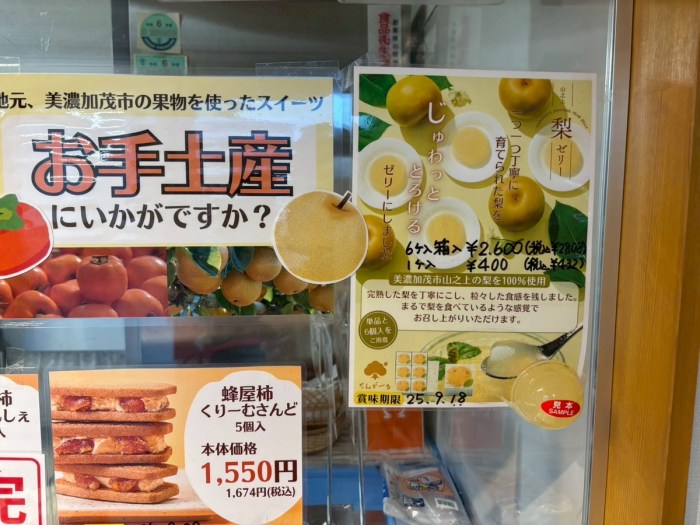 地元、美濃加茂市の果物を使ったスイーツ
お手土産
にいかがですか?
山之上
梨
ゼリー
一つ一つ丁寧に
育てられた梨を
じゅわっと
とろける
ゼリーにしました
6ヶ入 箱入 ¥2,600(税込¥2808)
1ヶ入 ¥400(税込¥432)
美濃加茂市山之上の梨を100%使用
完熟した梨を丁寧にこし、粒々した食感を残しました。
まるで梨を食べているような感覚で
お召し上がりいただけます。
単品と
6個入を
ご用意
賞味期限 25.9.18
見本
SAMPLE
蜂屋柿
くりーむさんど
5個入
本体価格
1,550円
1,674円(税込)
柿